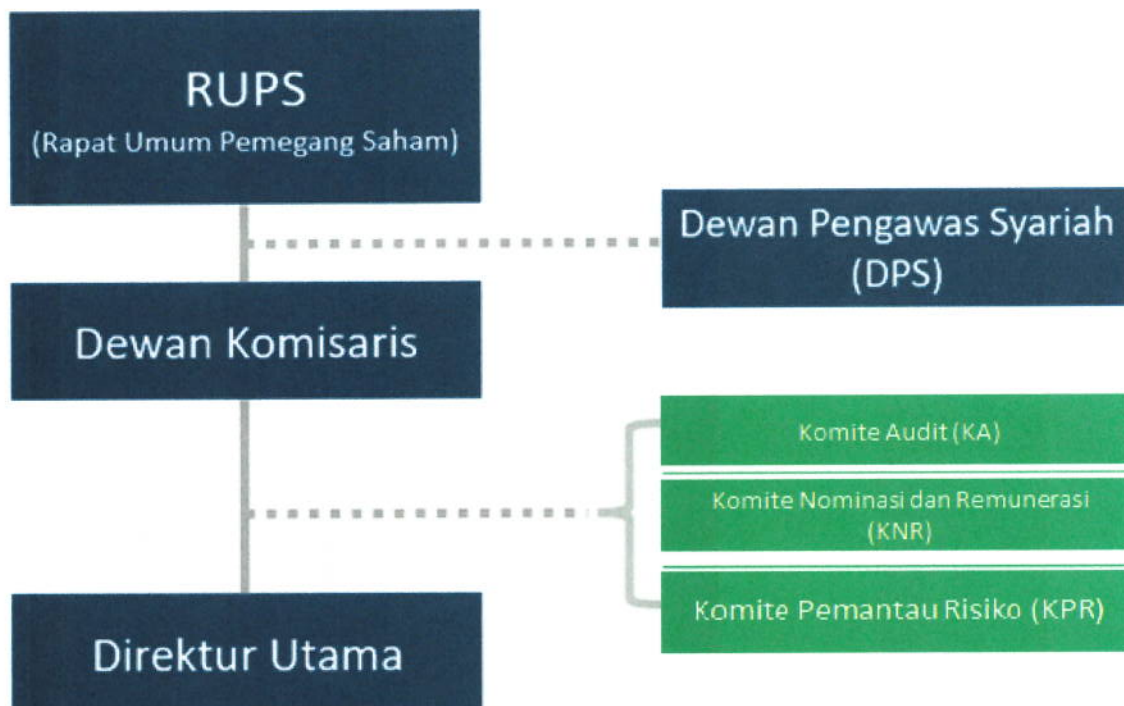 RUPS
(Rapat Umum Pemegang Saham)
Dewan Pengawas Syariah
(DPS)
Dewan Komisaris
Komite Audit (KA)
Komite Nominasi dan Remunerasi
(KNR)
Komite Pemantau Risiko (KPR)
Direktur Utama